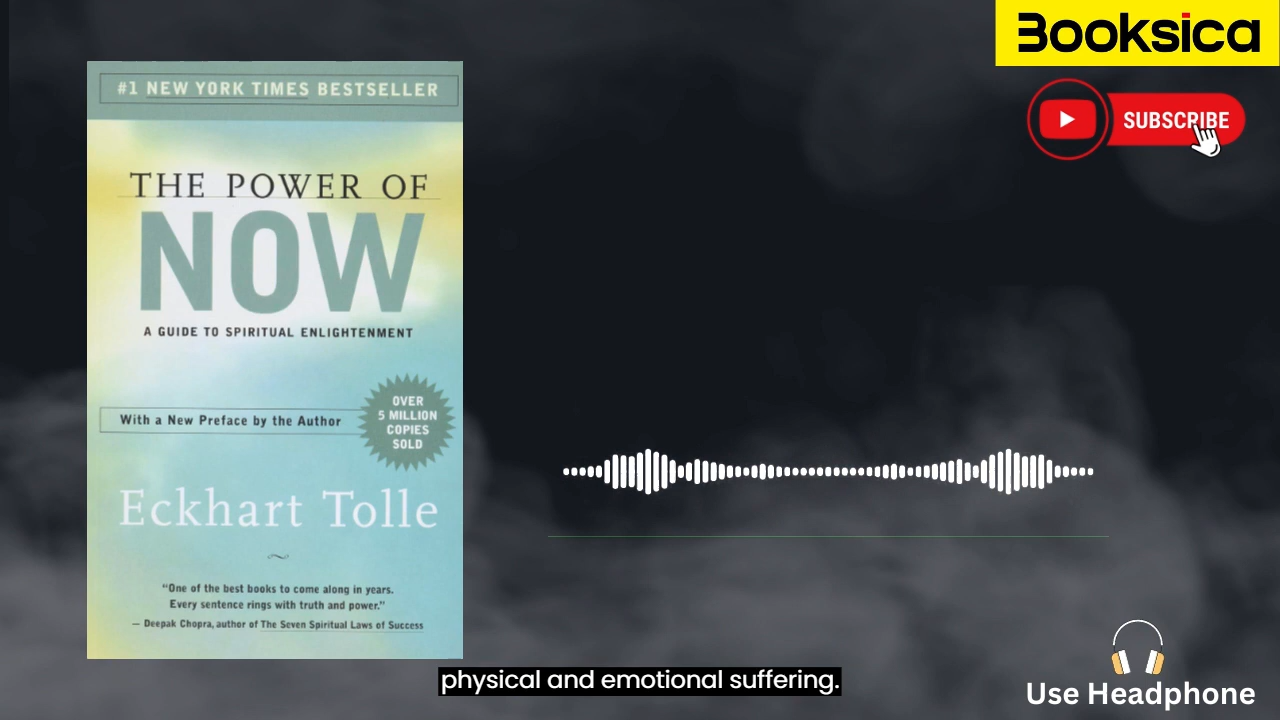 Booksica
SUBSCRIBE
#1 NEW YORK TIMES BESTSELLER
THE POWER OF
NOW
A GUIDE TO SPIRITUAL ENLIGHTENMENT
With a New Preface by the Author
OVER
5 MILLION
COPIES
SOLD
Eckhart Tolle
“One of the best books to come along in years.
Every sentence rings with truth and power.”
— Deepak Chopra, author of The Seven Spiritual Laws of Success
physical and emotional suffering.
Use Headphone